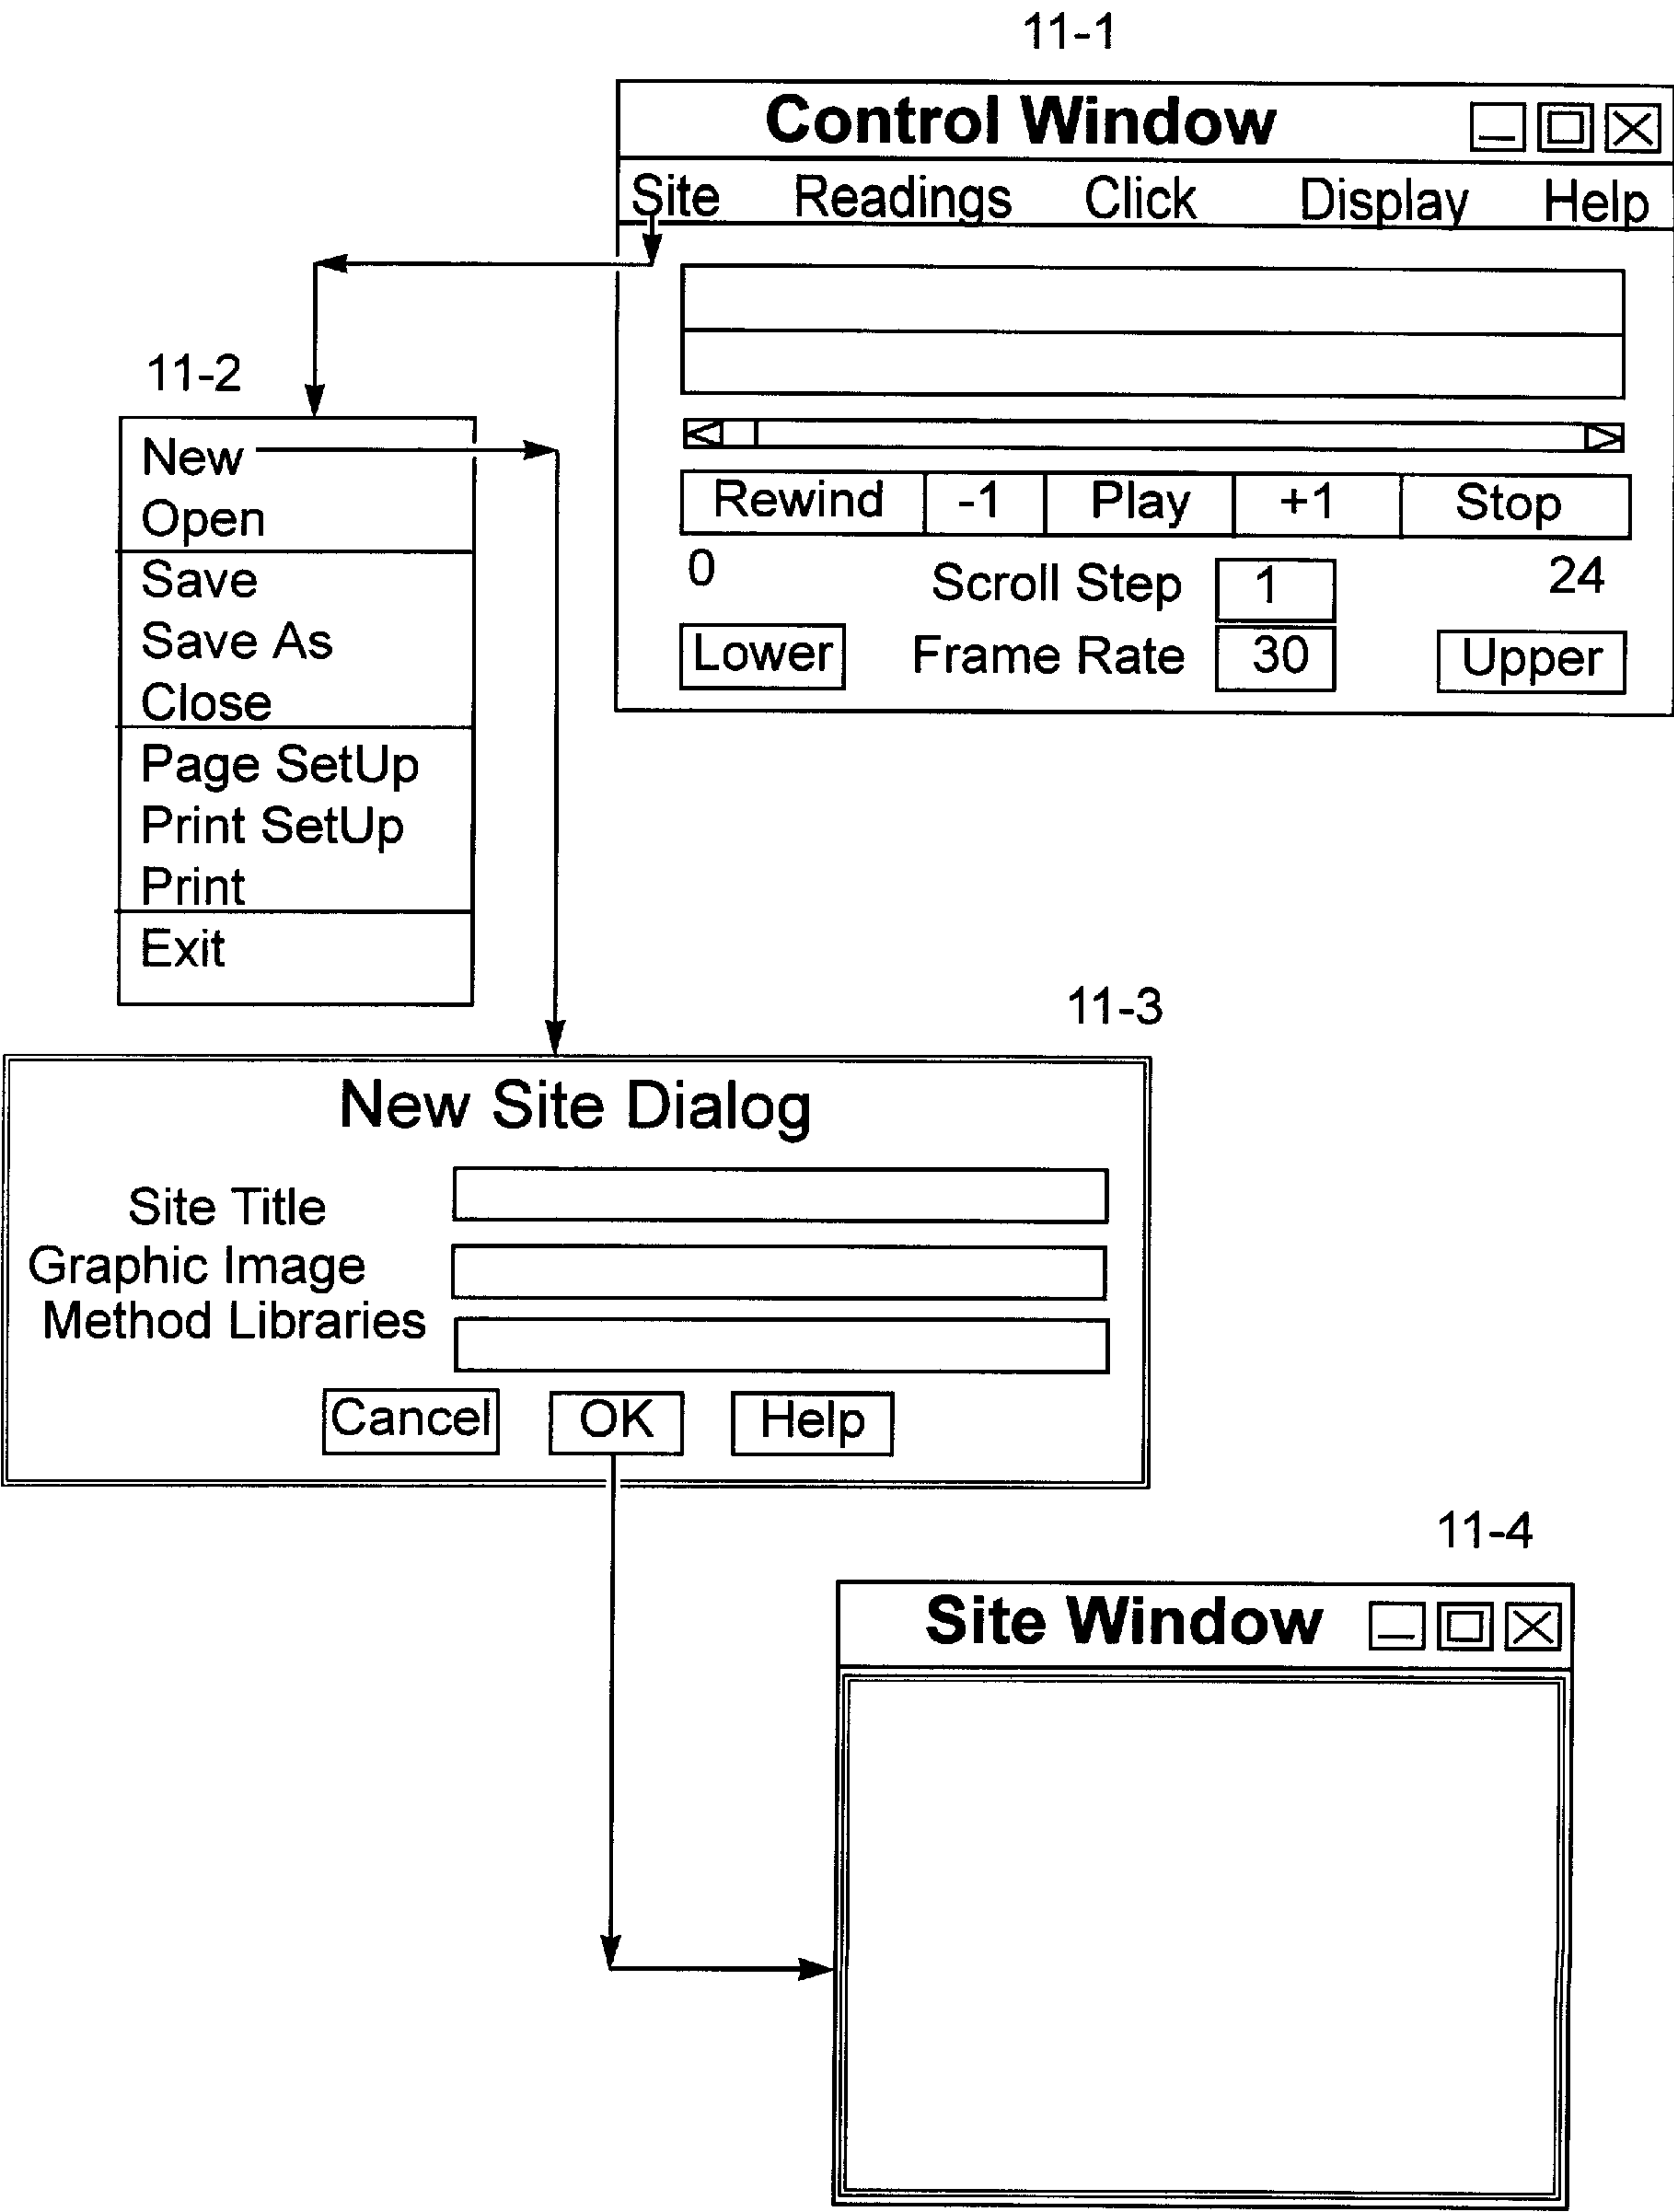 11-1
Control Window
Site Readings Click Display Help
11-2
New
Open
Save
Save As
Close
Page SetUp
Print SetUp
Print
Exit
Rewind -1 Play +1 Stop
0 Scroll Step 1 24
Lower Frame Rate 30 Upper
11-3
New Site Dialog
Site Title
Graphic Image
Method Libraries
Cancel OK Help
11-4
Site Window